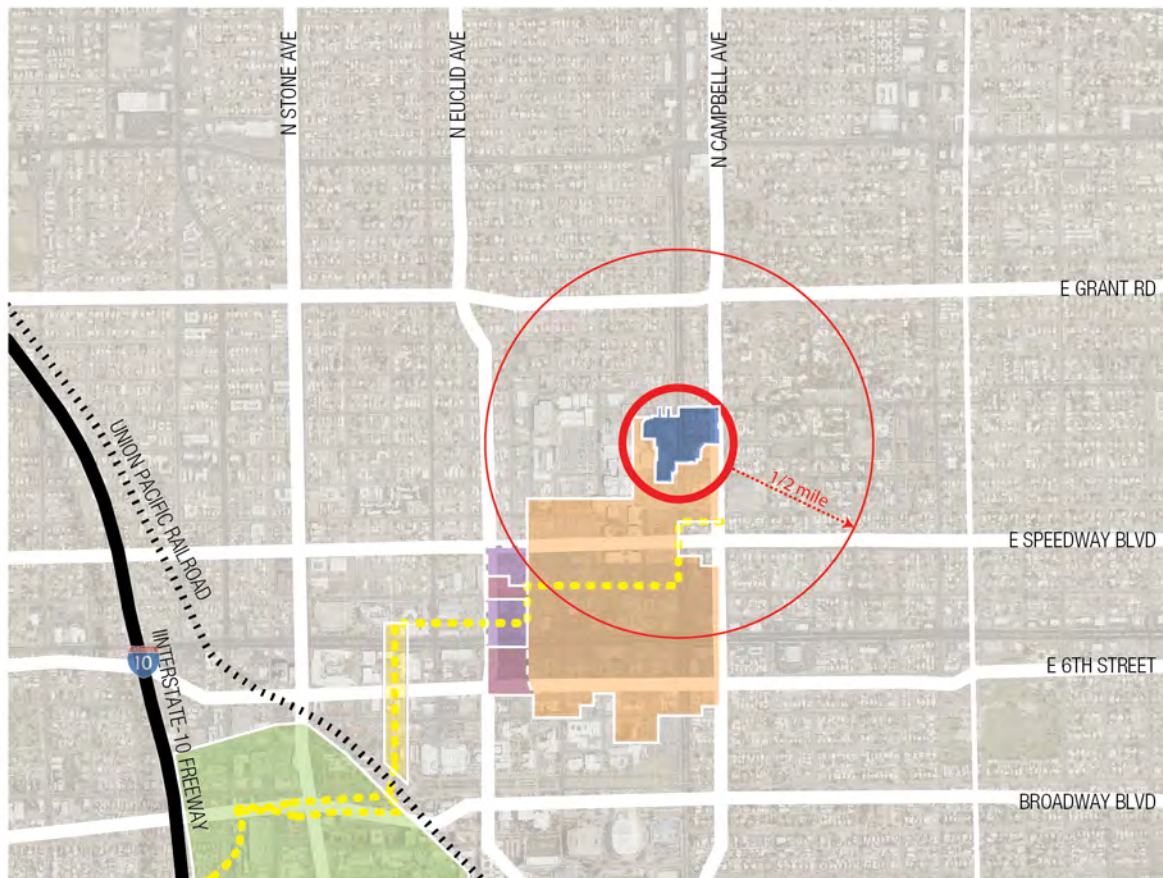 N STONE AVE
N EUCLID AVE
N CAMPBELL AVE
E GRANT RD
UNION PACIFIC RAILROAD
1/2 mile
E SPEEDWAY BLVD
10
IINTERSTATE-10 FREEWAY
E 6TH STREET
BROADWAY BLVD